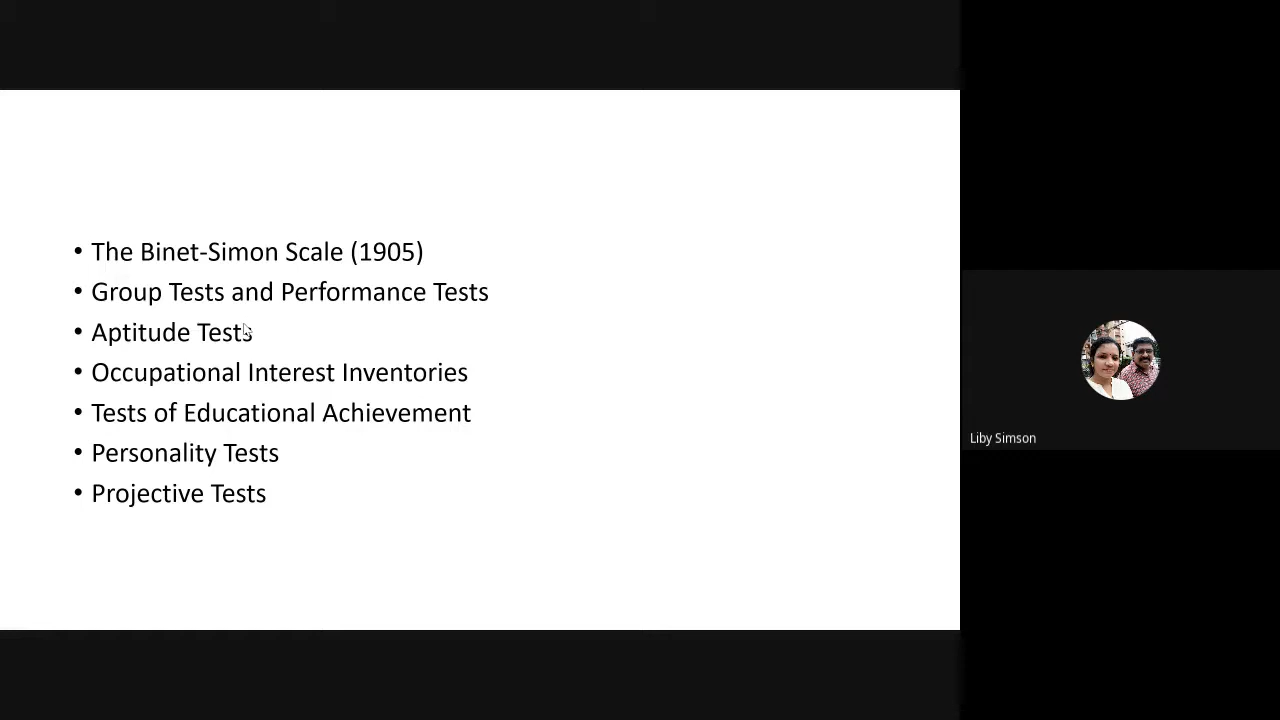 • The Binet-Simon Scale (1905)
• Group Tests and Performance Tests
• Aptitude Tests
• Occupational Interest Inventories
• Tests of Educational Achievement
• Personality Tests
• Projective Tests
Liby Simson